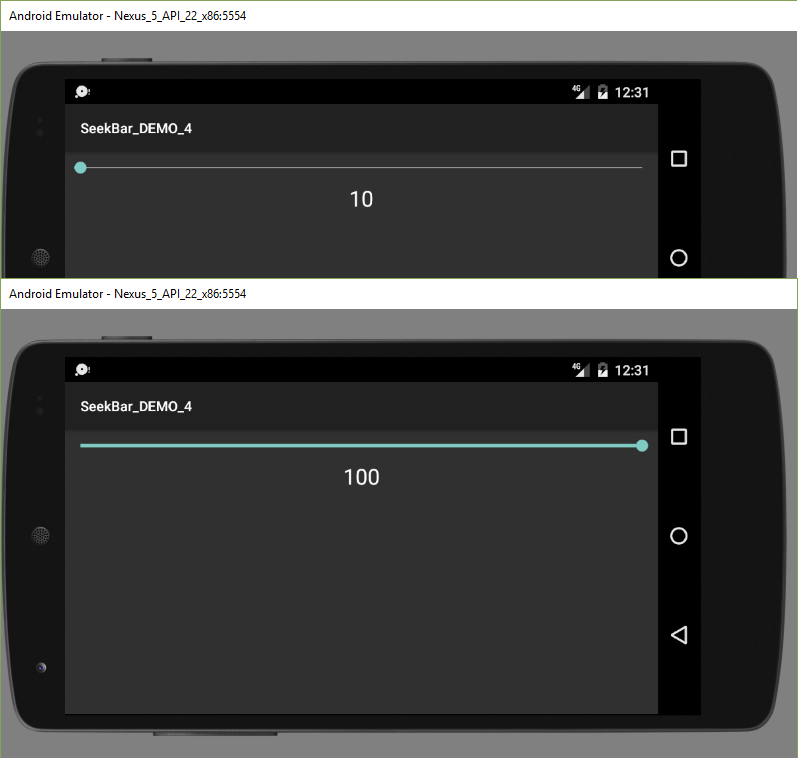 Android Emulator - Nexus_5_API_22_x86:5554
4G 12:31
SeekBar_DEMO_4
10
Android Emulator - Nexus_5_API_22_x86:5554
4G 12:31
SeekBar_DEMO_4
100